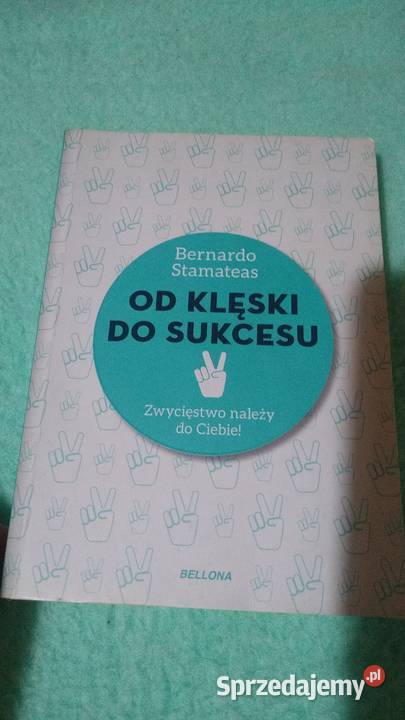 Bernardo
Stamateas
OD KLĘSKI
DO SUKCESU
Zwycięstwo należy
do Ciebie!
BELLONA
Sprzedajemy.pl